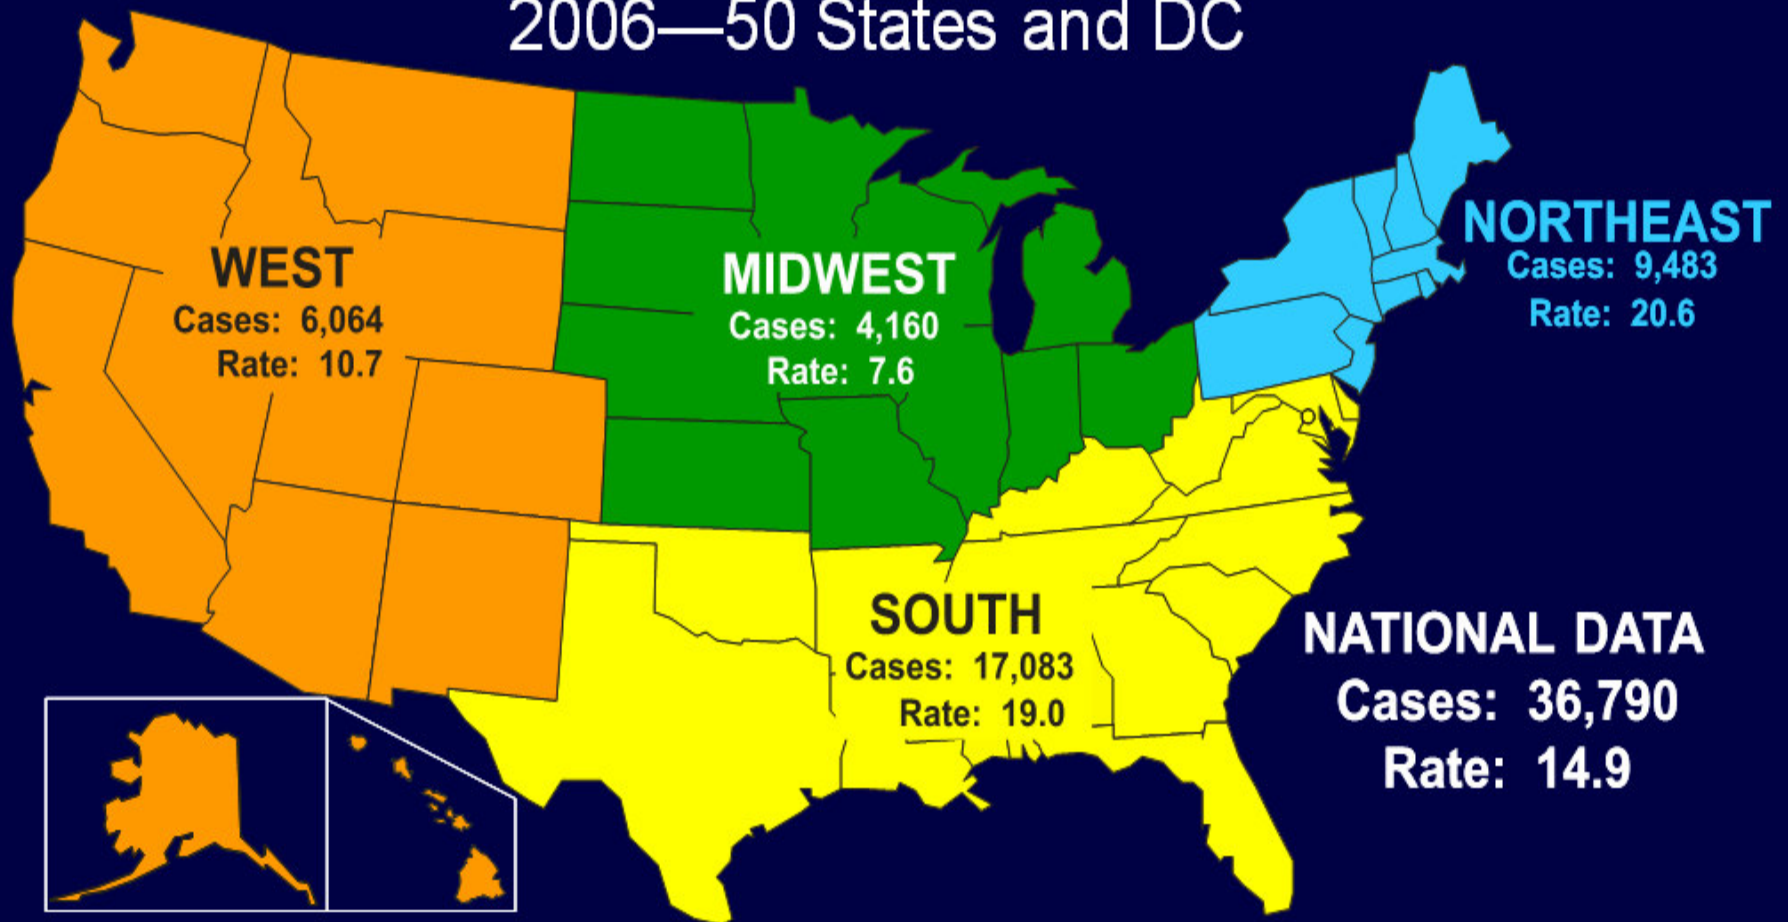 2006—50 States and DC
WEST
Cases: 6,064
Rate: 10.7
MIDWEST
Cases: 4,160
Rate: 7.6
NORTHEAST
Cases: 9,483
Rate: 20.6
SOUTH
Cases: 17,083
Rate: 19.0
NATIONAL DATA
Cases: 36,790
Rate: 14.9